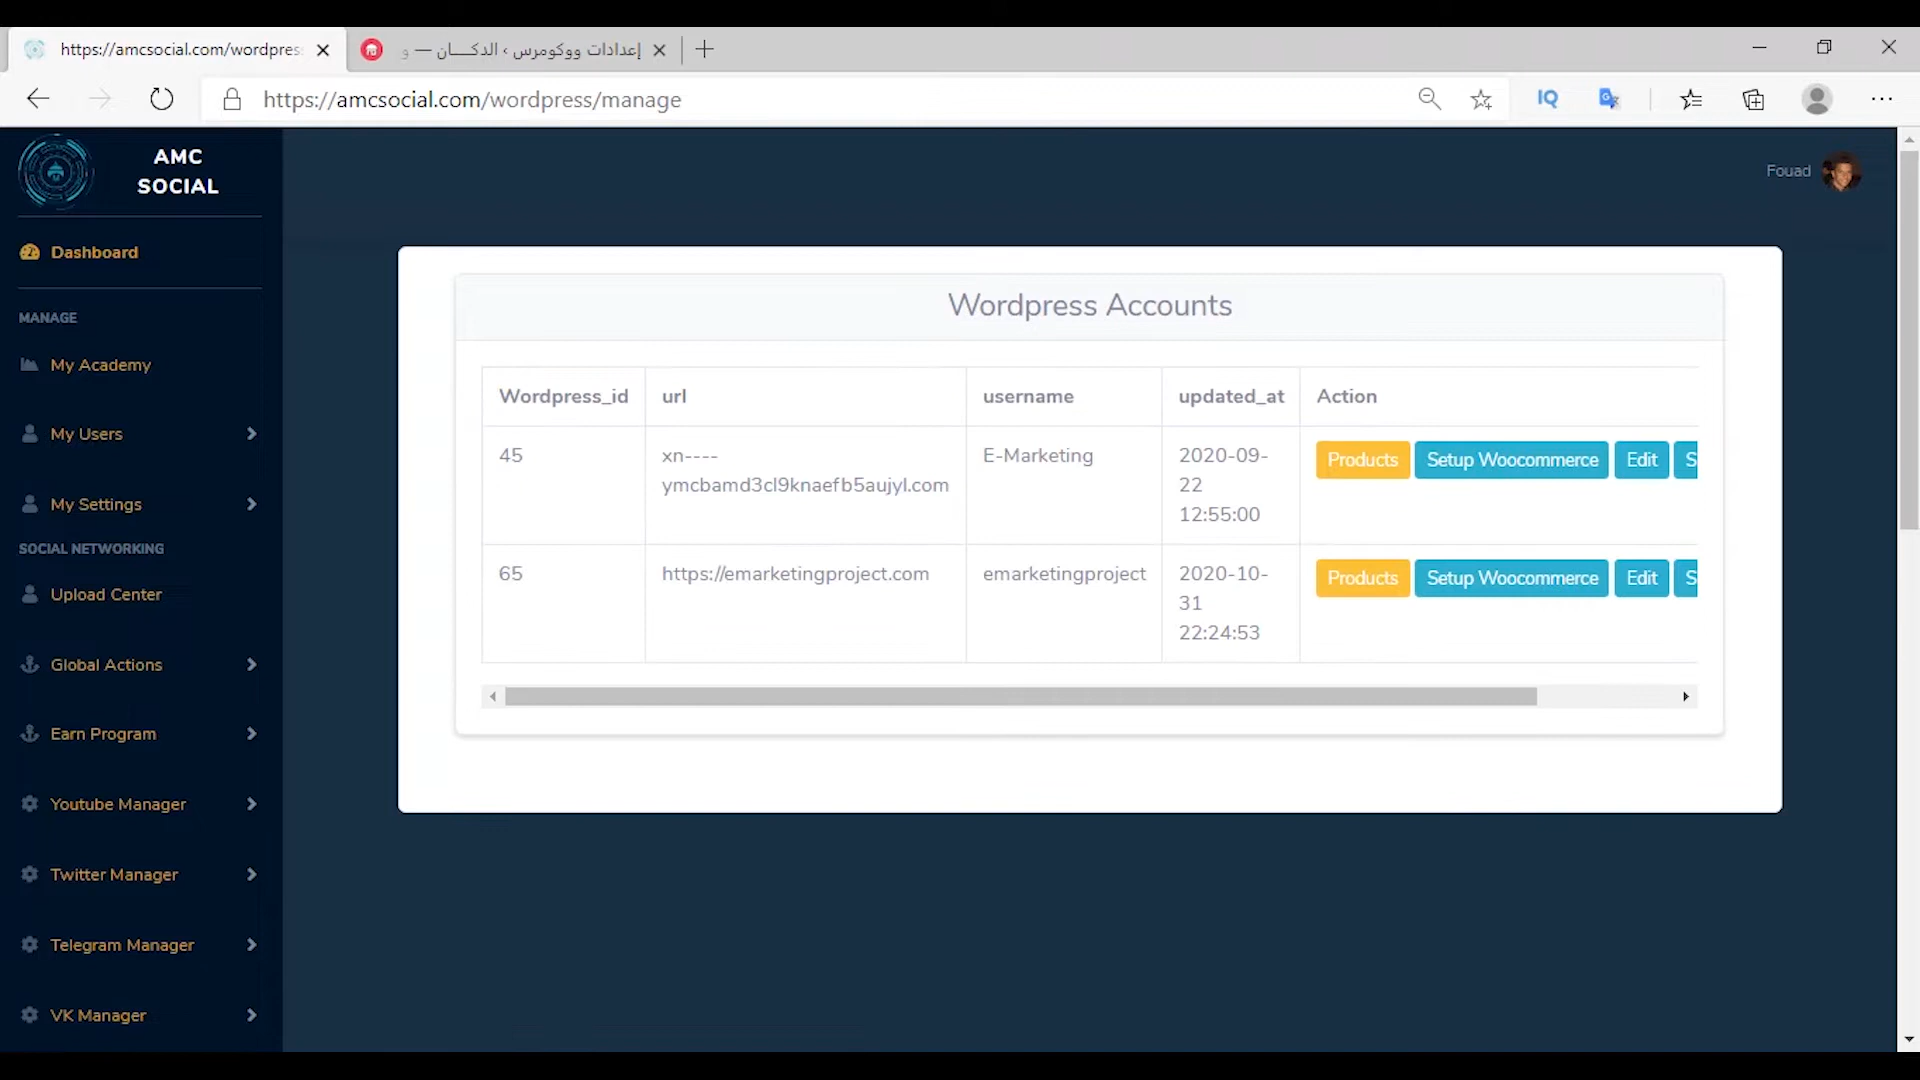 https://amcsocial.com/wordpres
إعدادات ووكومرس ‹ الدكـــان — و
https://amcsocial.com/wordpress/manage
IQ
AMC
SOCIAL
Fouad
Dashboard
MANAGE
My Academy
My Users
My Settings
SOCIAL NETWORKING
Upload Center
Global Actions
Earn Program
Youtube Manager
Twitter Manager
Telegram Manager
VK Manager
Wordpress Accounts
Wordpress_id url username updated_at Action
45 xn---- E-Marketing 2020-09- Products Setup Woocommerce Edit S
ymcbamd3cl9knaefb5aujyl.com 22
12:55:00
65 https://emarketingproject.com emarketingproject 2020-10- Products Setup Woocommerce Edit S
31
22:24:53